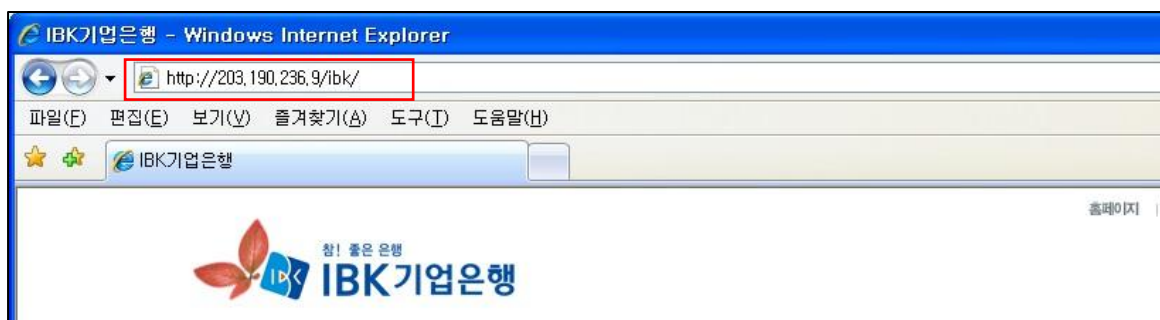 IBK기업은행 - Windows Internet Explorer
http://203,190,236,9/ibk/
파일(F) 편집(E) 보기(V) 즐겨찾기(A) 도구(T) 도움말(H)
IBK기업은행
홈페이지
참! 좋은 은행
IBK기업은행